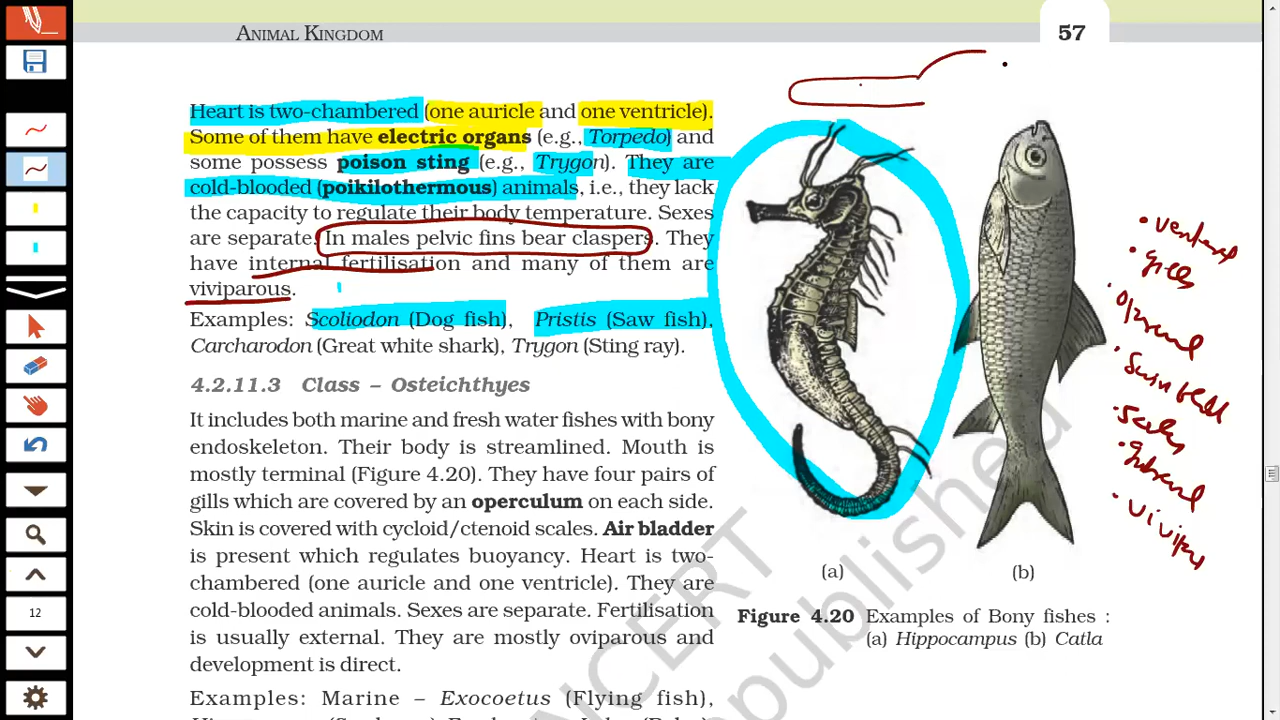 ANIMAL KINGDOM
57
Heart is two-chambered (one auricle and one ventricle).
Some of them have electric organs (e.g., Torpedo) and
some possess poison sting (e.g., Trygon). They are
cold-blooded (poikilothermous) animals, i.e., they lack
the capacity to regulate their body temperature. Sexes
are separate. In males pelvic fins bear claspers. They
have internal fertilisation and many of them are
viviparous.
Examples: Scoliodon (Dog fish), Pristis (Saw fish),
Carcharodon (Great white shark), Trygon (Sting ray).
4.2.11.3 Class – Osteichthyes
It includes both marine and fresh water fishes with bony
endoskeleton. Their body is streamlined. Mouth is
mostly terminal (Figure 4.20). They have four pairs of
gills which are covered by an operculum on each side.
Skin is covered with cycloid/ctenoid scales. Air bladder
is present which regulates buoyancy. Heart is two-
chambered (one auricle and one ventricle). They are
cold-blooded animals. Sexes are separate. Fertilisation
is usually external. They are mostly oviparous and
development is direct.
Examples: Marine – Exocoetus (Flying fish),
• gills
• Scales
(a)
(b)
Figure 4.20 Examples of Bony fishes :
(a) Hippocampus (b) Catla
NCERT
republished
12